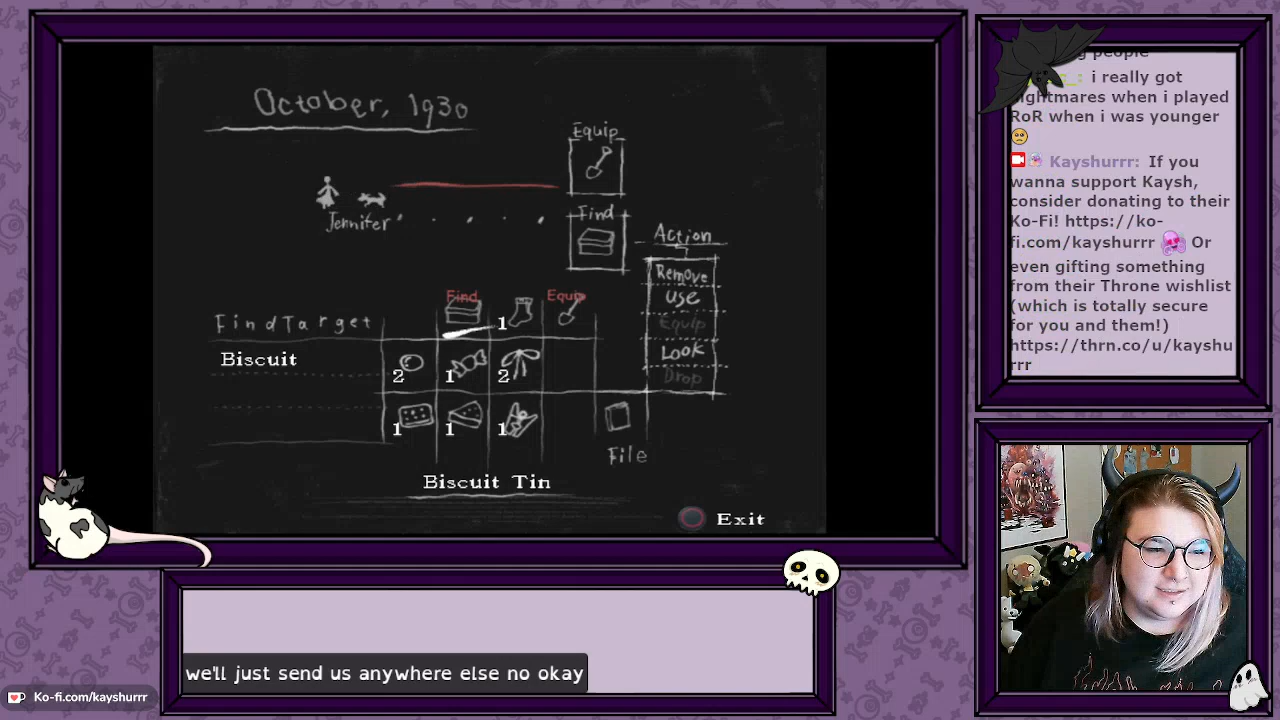 October, 1930
Equip
Jennifer
Find
Action
Remove
Use
Equip
Look
Drop
Find
Equip
FindTarget
1
Biscuit
2
1
2
1
1
1
File
Biscuit Tin
Exit
people
: i really got
nightmares when i played
RoR when i was younger
Kayshurrr: If you
wanna support Kaysh,
consider donating to their
Ko-Fi! https://ko-
fi.com/kayshurrr Or
even gifting something
from their Throne wishlist
(which is totally secure
for you and them!)
https://thrn.co/u/kayshu
rrr
we'll just send us anywhere else no okay
Ko-fi.com/kayshurrr